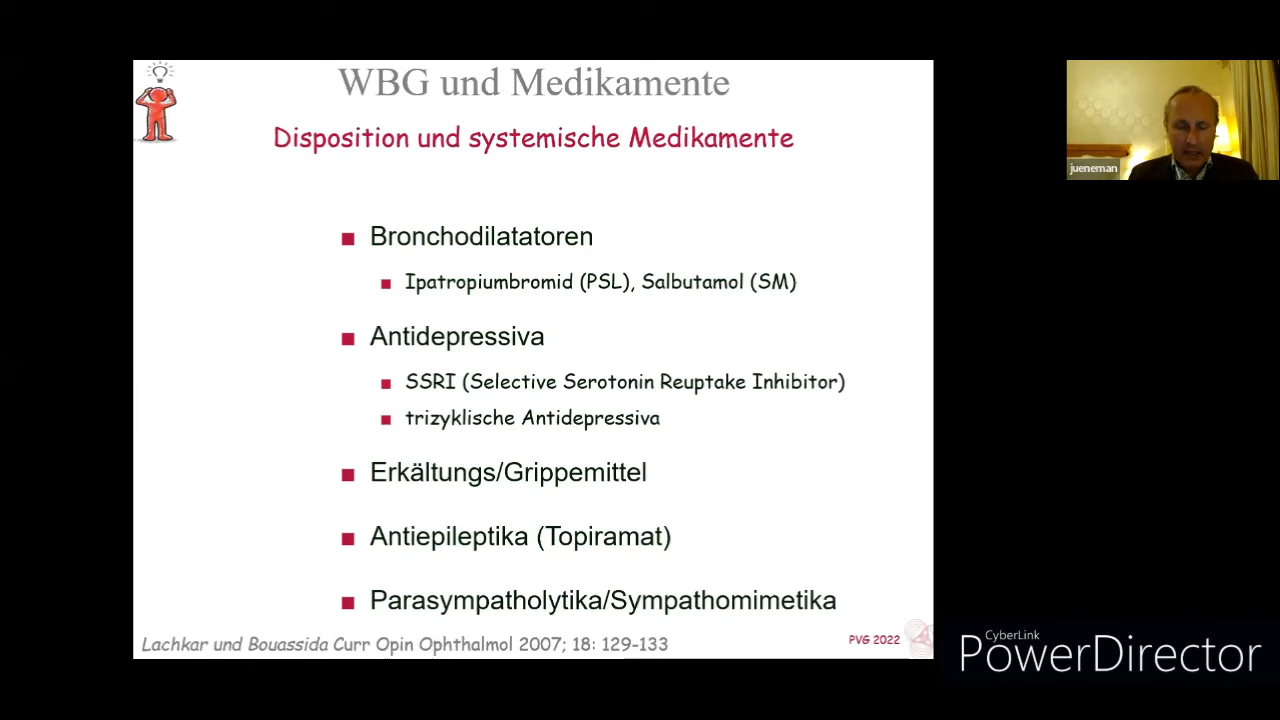 WBG und Medikamente
Disposition und systemische Medikamente
Bronchodilatatoren
Ipatropiumbromid (PSL), Salbutamol (SM)
Antidepressiva
SSRI (Selective Serotonin Reuptake Inhibitor)
trizyklische Antidepressiva
Erkältungs/Grippemittel
Antiepileptika (Topiramat)
Parasympatholytika/Sympathomimetika
Lachkar und Bouassida Curr Opin Ophthalmol 2007; 18: 129-133
PVG 2022
jueneman
CyberLink
PowerDirector